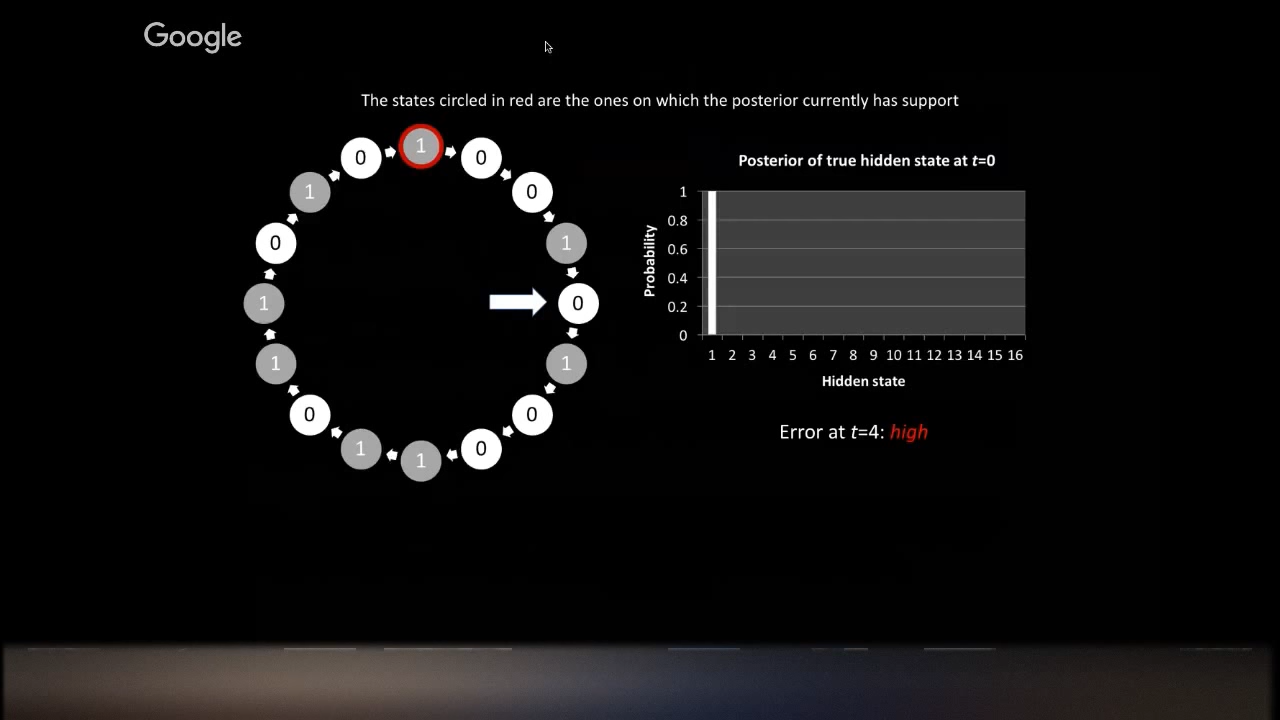 Google
The states circled in red are the ones on which the posterior currently has support
0 1 0
1 0
0 1
1 0
1 1
0 0
1 1 0
Posterior of true hidden state at t=0
1
0.8
0.6
0.4
0.2
0
Probability
1 2 3 4 5 6 7 8 9 10 11 12 13 14 15 16
Hidden state
Error at t=4: high